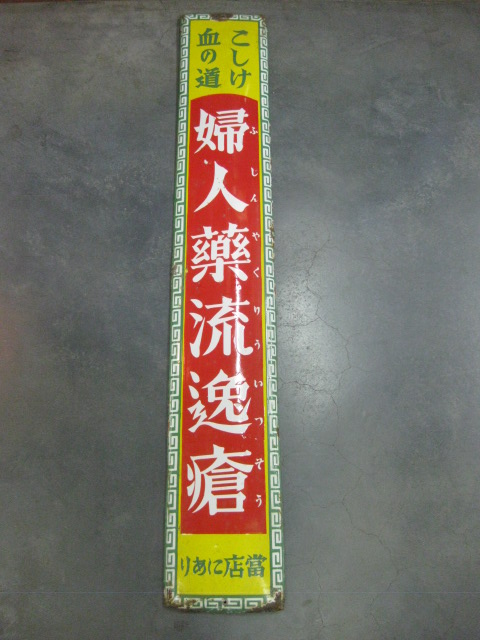 こしけ
血の道
婦人藥流逸瘡
ふじんやくりういつそう
當店にあり